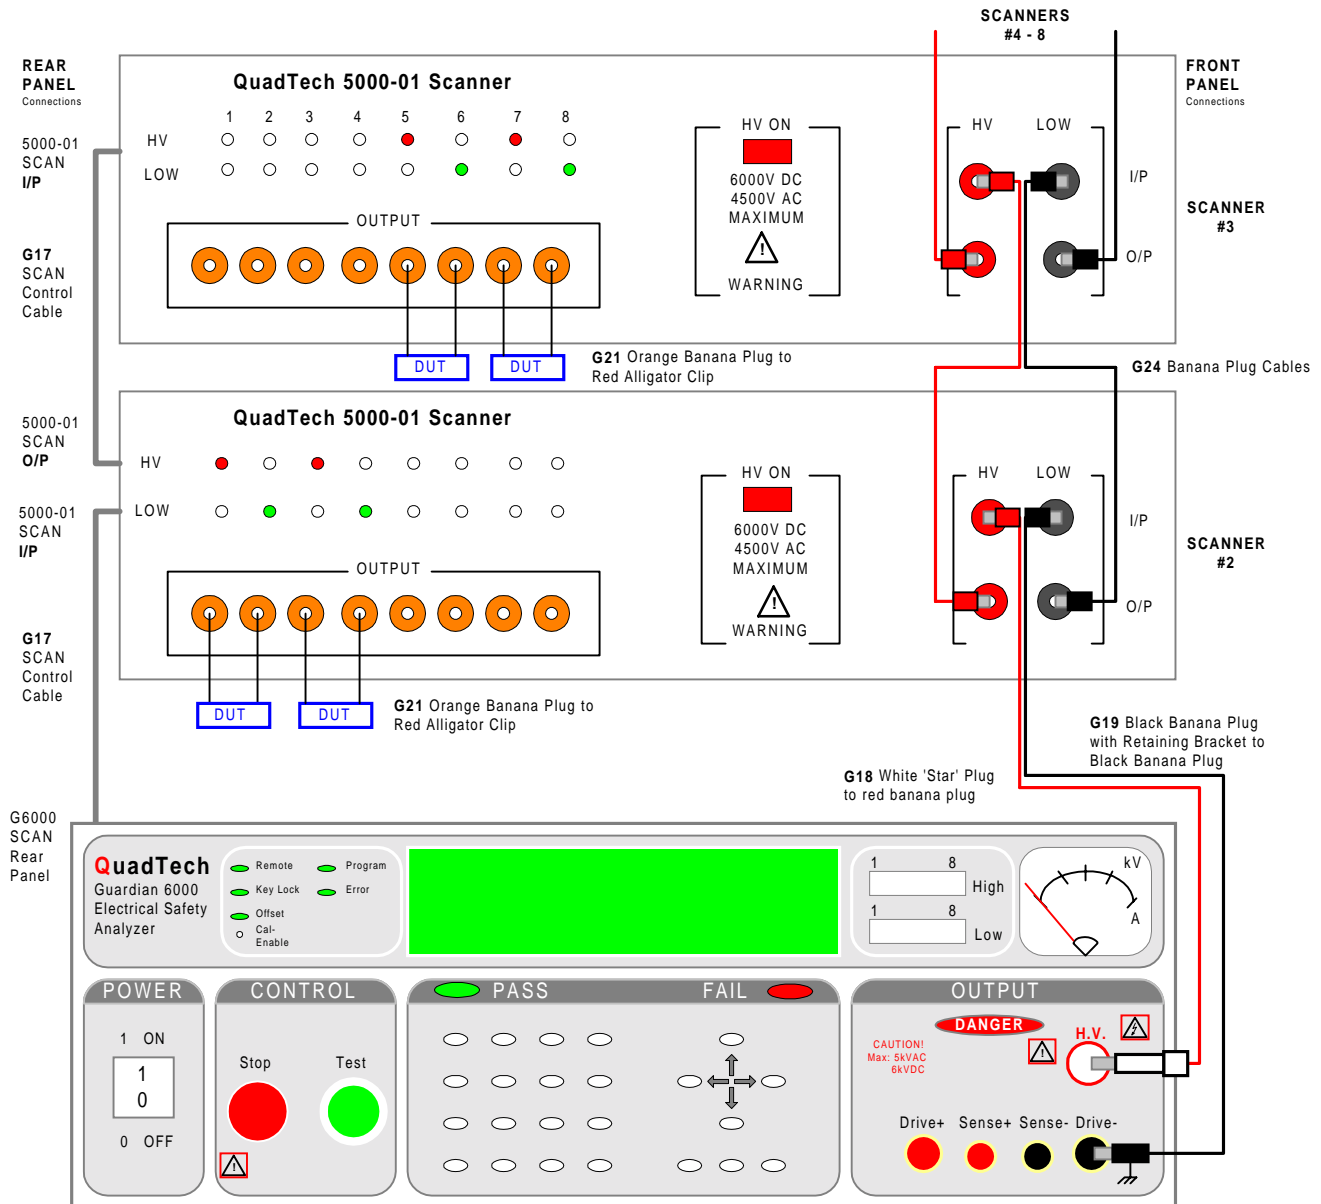 SCANNERS
#4 - 8
REAR
PANEL
Connections
FRONT
PANEL
Connections
QuadTech 5000-01 Scanner
1 2 3 4 5 6 7 8
HV
LOW
5000-01
SCAN
I/P
HV ON
6000V DC
4500V AC
MAXIMUM
!
WARNING
HV LOW
I/P
O/P
SCANNER
#3
OUTPUT
G17
SCAN
Control
Cable
DUT DUT
G21 Orange Banana Plug to
Red Alligator Clip
G24 Banana Plug Cables
QuadTech 5000-01 Scanner
5000-01
SCAN
O/P
HV
LOW
5000-01
SCAN
I/P
HV ON
6000V DC
4500V AC
MAXIMUM
!
WARNING
HV LOW
I/P
O/P
SCANNER
#2
OUTPUT
G17
SCAN
Control
Cable
DUT DUT
G21 Orange Banana Plug to
Red Alligator Clip
G19 Black Banana Plug
with Retaining Bracket to
Black Banana Plug
G18 White 'Star' Plug
to red banana plug
G6000
SCAN
Rear
Panel
QuadTech
Guardian 6000
Electrical Safety
Analyzer
Remote Program
Key Lock Error
Offset
Cal-
Enable
1 8
High
1 8
Low
kV
A
POWER
1 ON
1
0
0 OFF
CONTROL
Stop Test
!
PASS FAIL
OUTPUT
DANGER
CAUTION!
Max: 5kVAC
6kVDC
!
H.V.
Drive+ Sense+ Sense- Drive-